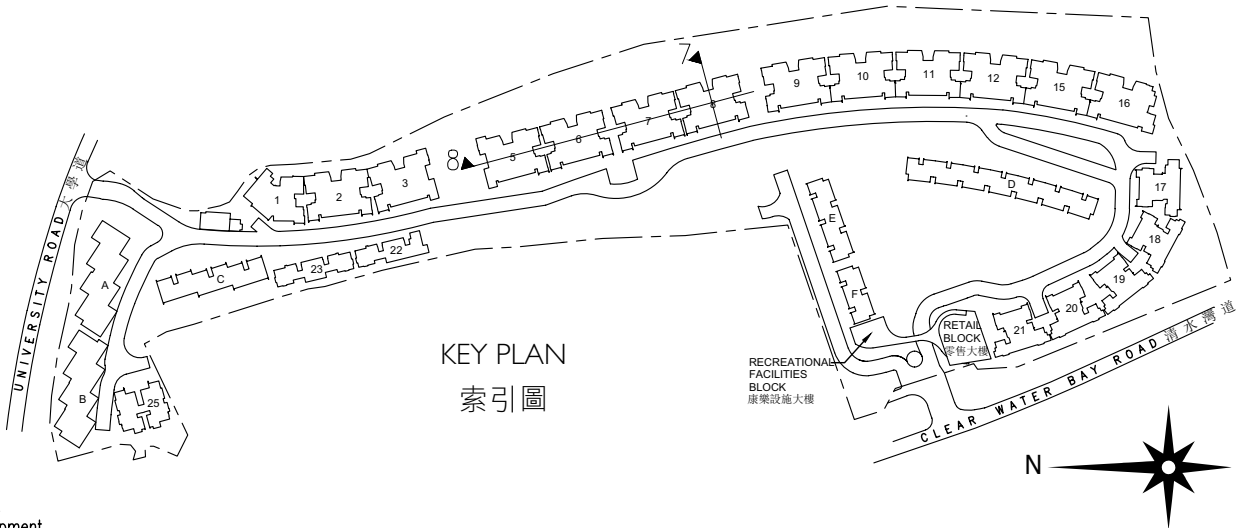 7
9
10
11
12
15
16
8
8
7
6
5
3
2
1
UNIVERSITY ROAD 大學道
17
D
E
18
22
23
C
A
19
F
20
21
RETAIL
BLOCK
零售大樓
KEY PLAN
索引圖
RECREATIONAL
FACILITIES
BLOCK
康樂設施大樓
CLEAR WATER BAY ROAD 清水灣道
B
25
N